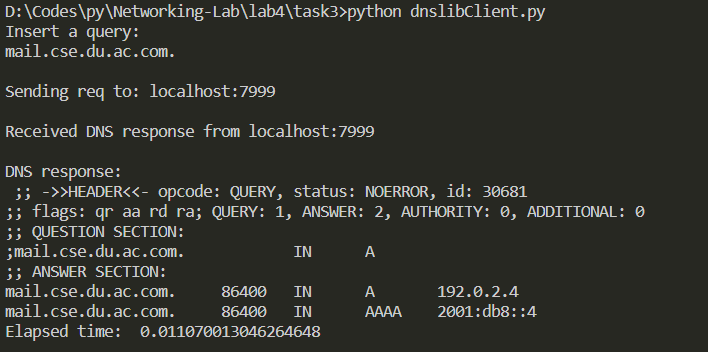 D:\Codes\py\Networking-Lab\lab4\task3>python dnslibClient.py
Insert a query:
mail.cse.du.ac.com.
Sending req to: localhost:7999
Received DNS response from localhost:7999
DNS response:
;; ->>HEADER<<- opcode: QUERY, status: NOERROR, id: 30681
;; flags: qr aa rd ra; QUERY: 1, ANSWER: 2, AUTHORITY: 0, ADDITIONAL: 0
;; QUESTION SECTION:
;mail.cse.du.ac.com. IN A
;; ANSWER SECTION:
mail.cse.du.ac.com. 86400 IN A 192.0.2.4
mail.cse.du.ac.com. 86400 IN AAAA 2001:db8::4
Elapsed time: 0.011070013046264648